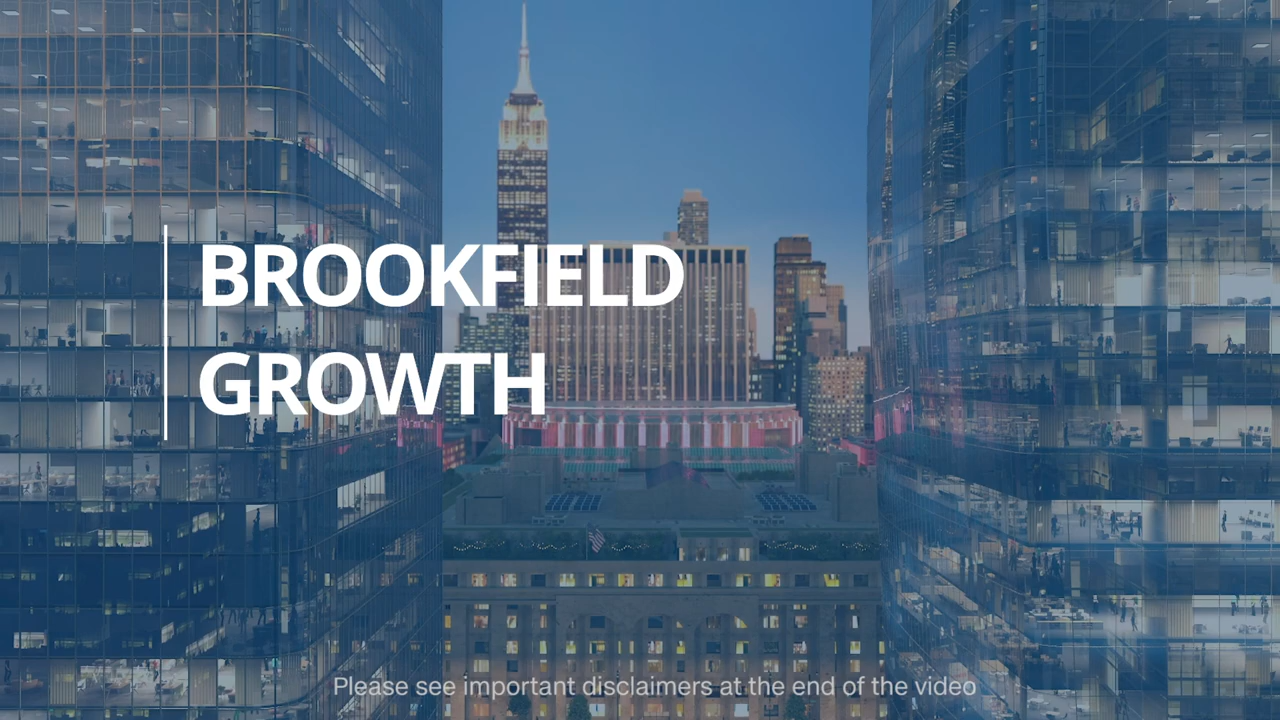 BROOKFIELD
GROWTH
Please see important disclaimers at the end of the video